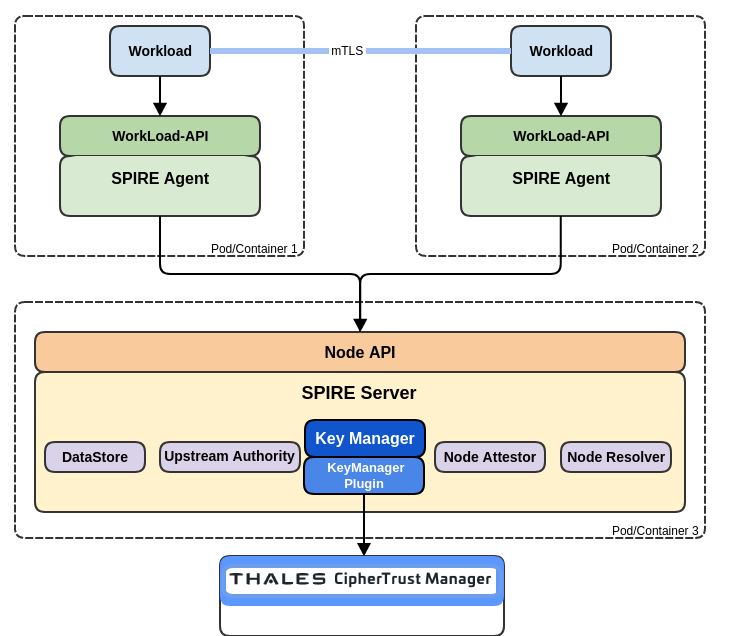 Workload
mTLS
Workload
WorkLoad-API
WorkLoad-API
SPIRE Agent
SPIRE Agent
Pod/Container 1
Pod/Container 2
Node API
SPIRE Server
DataStore
Upstream Authority
Key Manager
KeyManager
Plugin
Node Attestor
Node Resolver
Pod/Container 3
THALES CipherTrust Manager